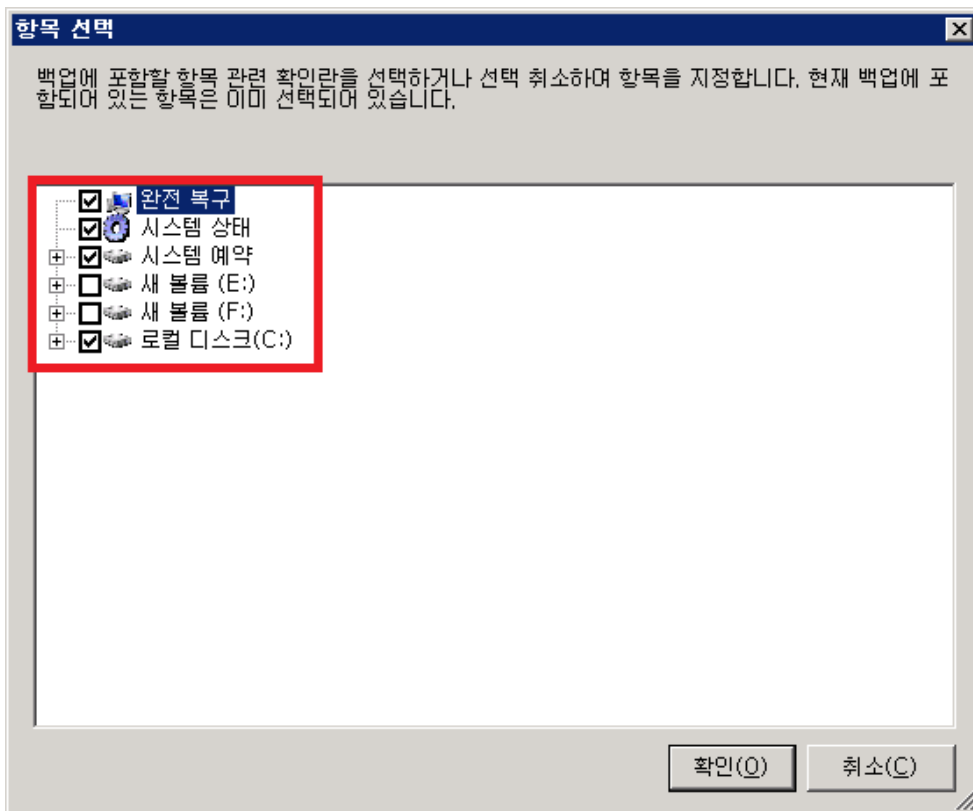 항목 선택
백업에 포함할 항목 관련 확인란을 선택하거나 선택 취소하여 항목을 지정합니다. 현재 백업에 포
함되어 있는 항목은 이미 선택되어 있습니다.
완전 복구
시스템 상태
시스템 예약
새 볼륨 (E:)
새 볼륨 (F:)
로컬 디스크(C:)
확인(O) 취소(C)